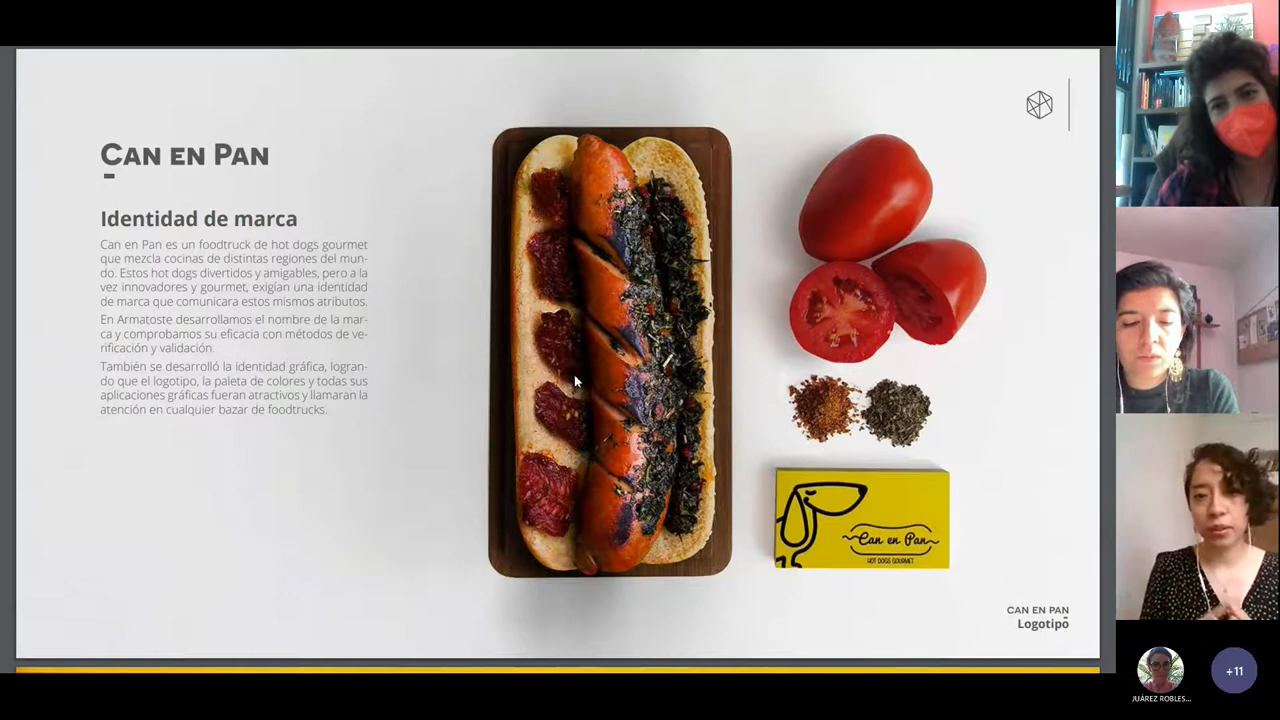 CAN EN PAN
Identidad de marca
Can en Pan es un foodtruck de hot dogs gourmet
que mezcla cocinas de distintas regiones del mun-
do. Estos hot dogs divertidos y amigables, pero a la
vez innovadores y gourmet, exigían una identidad
de marca que comunicara estos mismos atributos.
En Armatoste desarrollamos el nombre de la mar-
ca y comprobamos su eficacia con métodos de ve-
rificación y validación.
También se desarrolló la identidad gráfica, logran-
do que el logotipo, la paleta de colores y todas sus
aplicaciones gráficas fueran atractivos y llamaran la
atención en cualquier bazar de foodtrucks.
Can en Pan
HOT DOGS GOURMET
CAN EN PAN
Logotipo
JUÁREZ ROBLES...
+11